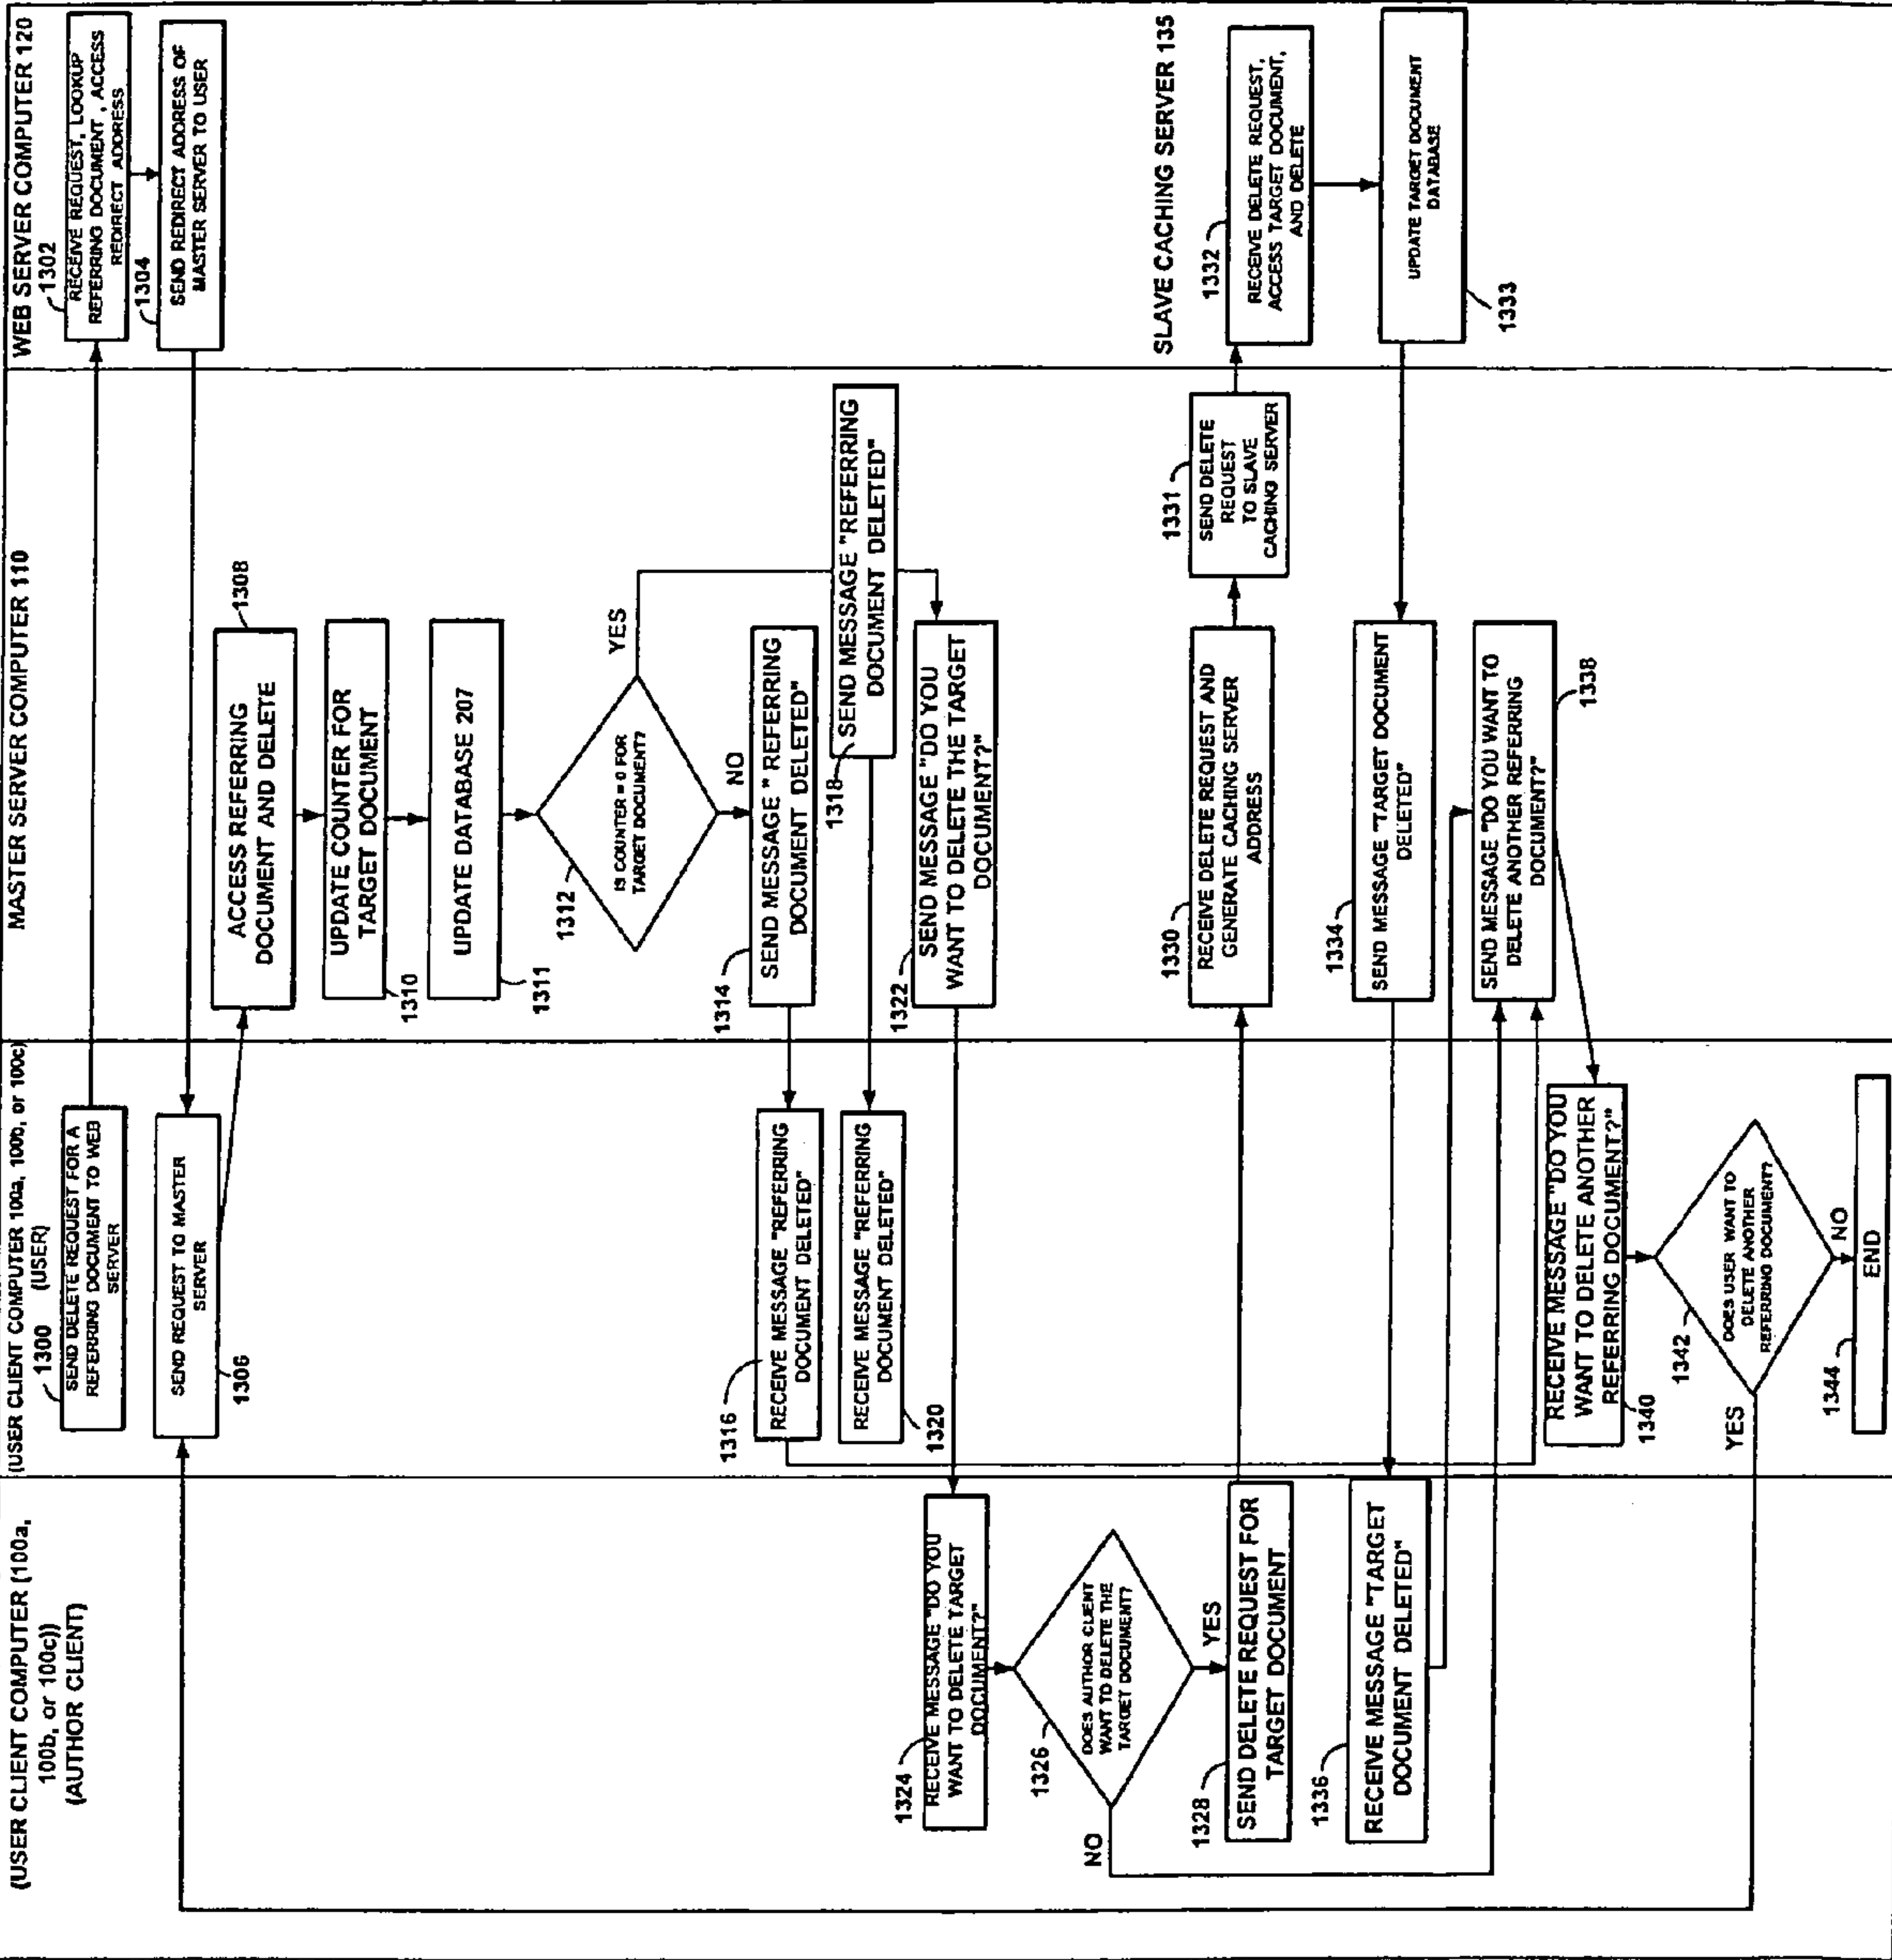 (USER CLIENT COMPUTER (100a,
100b, or 100c))
(AUTHOR CLIENT)
(USER CLIENT COMPUTER 100a, 100b, or 100c)
(USER)
MASTER SERVER COMPUTER 110
WEB SERVER COMPUTER 120
1300
SEND DELETE REQUEST FOR A
REFERRING DOCUMENT TO WEB
SERVER
1302
RECEIVE REQUEST, LOOKUP
REFERRING DOCUMENT, ACCESS
REDIRECT ADDRESS
1304
SEND REDIRECT ADDRESS OF
MASTER SERVER TO USER
SEND REQUEST TO MASTER
SERVER
1306
1308
ACCESS REFERRING
DOCUMENT AND DELETE
UPDATE COUNTER FOR
TARGET DOCUMENT
1310
UPDATE DATABASE 207
1311
1312
IS COUNTER = 0 FOR
TARGET DOCUMENT?
YES
NO
1314
SEND MESSAGE " REFERRING
DOCUMENT DELETED"
1316
RECEIVE MESSAGE "REFERRING
DOCUMENT DELETED"
1318
SEND MESSAGE "REFERRING
DOCUMENT DELETED"
RECEIVE MESSAGE "REFERRING
DOCUMENT DELETED"
1320
1322
SEND MESSAGE "DO YOU
WANT TO DELETE THE TARGET
DOCUMENT?"
1324
RECEIVE MESSAGE "DO YOU
WANT TO DELETE TARGET
DOCUMENT?"
1326
DOES AUTHOR CLIENT
WANT TO DELETE THE
TARGET DOCUMENT?
NO
YES
1328
SEND DELETE REQUEST FOR
TARGET DOCUMENT
1330
RECEIVE DELETE REQUEST AND
GENERATE CACHING SERVER
ADDRESS
1331
SEND DELETE
REQUEST
TO SLAVE
CACHING SERVER
SLAVE CACHING SERVER 135
1332
RECEIVE DELETE REQUEST,
ACCESS TARGET DOCUMENT,
AND DELETE
UPDATE TARGET DOCUMENT
DATABASE
1333
1334
SEND MESSAGE "TARGET DOCUMENT
DELETED"
1336
RECEIVE MESSAGE "TARGET
DOCUMENT DELETED"
SEND MESSAGE "DO YOU WANT TO
DELETE ANOTHER REFERRING
DOCUMENT?"
1338
RECEIVE MESSAGE "DO YOU
WANT TO DELETE ANOTHER
REFERRING DOCUMENT?"
1340
1342
DOES USER WANT TO
DELETE ANOTHER
REFERRING DOCUMENT?
YES
NO
1344
END